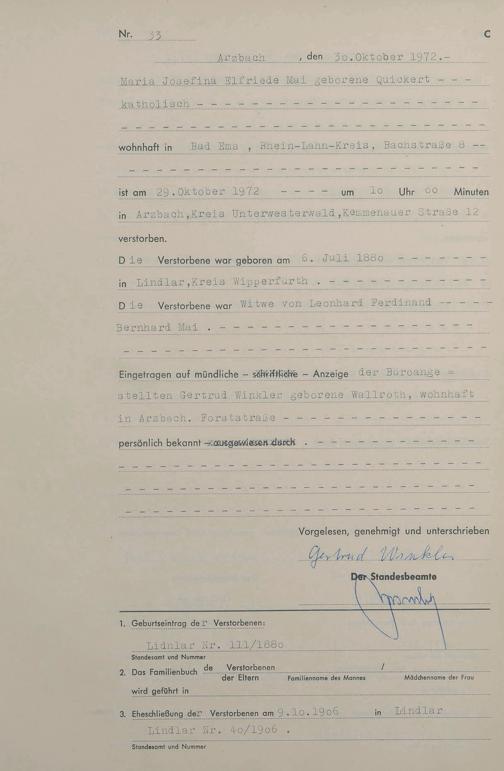 Nr. 33 C
Arzbach , den 30.Oktober 1972.-
Maria Josefina Elfriede Mai geborene Quickert - - -
katholisch - - - - - - - - - - - - - - - - - - -
- - - - - - - - - - - - - - - - - - - - - - - -
wohnhaft in Bad Ems , Rhein-Lahn-Kreis, Bachstraße 8 --
- - - - - - - - - - - - - - - - - - - - - - - -
ist am 29.Oktober 1972 - - - - um 10 Uhr 00 Minuten
in Arzbach,Kreis Unterwesterwald,Kemmenauer Straße 12
verstorben.
Die Verstorbene war geboren am 6. Juli 1880 - - - - - - -
in Lindlar,Kreis Wipperfürth . - - - - - - - - - - -
Die Verstorbene war Witwe von Leonhard Ferdinand -- - - -
Bernhard Mai . - - - - - - - - - - - - - - - - - -
- - - - - - - - - - - - - - - - - - - - - - - -
Eingetragen auf mündliche – schriftliche – Anzeige der Büroange =
stellten Gertrud Winkler geborene Wallroth, wohnhaft
in Arzbach. Forststraße - - - - - - - - - - - - -
persönlich bekannt – ausgewiesen durch . - - - - - - - - - - -
- - - - - - - - - - - - - - - - - - - - - - - -
- - - - - - - - - - - - - - - - - - - - - - - -
- - - - - - - - - - - - - - - - - - - - - - - -
Vorgelesen, genehmigt und unterschrieben
Gertrud Winkler
Der Standesbeamte
1. Geburtseintrag der Verstorbenen:
Lidnlar Nr. 111/1880
Standesamt und Nummer
2. Das Familienbuch de Verstorbenen /
der Eltern Familienname des Mannes Mädchenname der Frau
wird geführt in
3. Eheschließung der Verstorbenen am 9.10.1906 in Lindlar
Lindlar Nr. 40/1906 .
Standesamt und Nummer